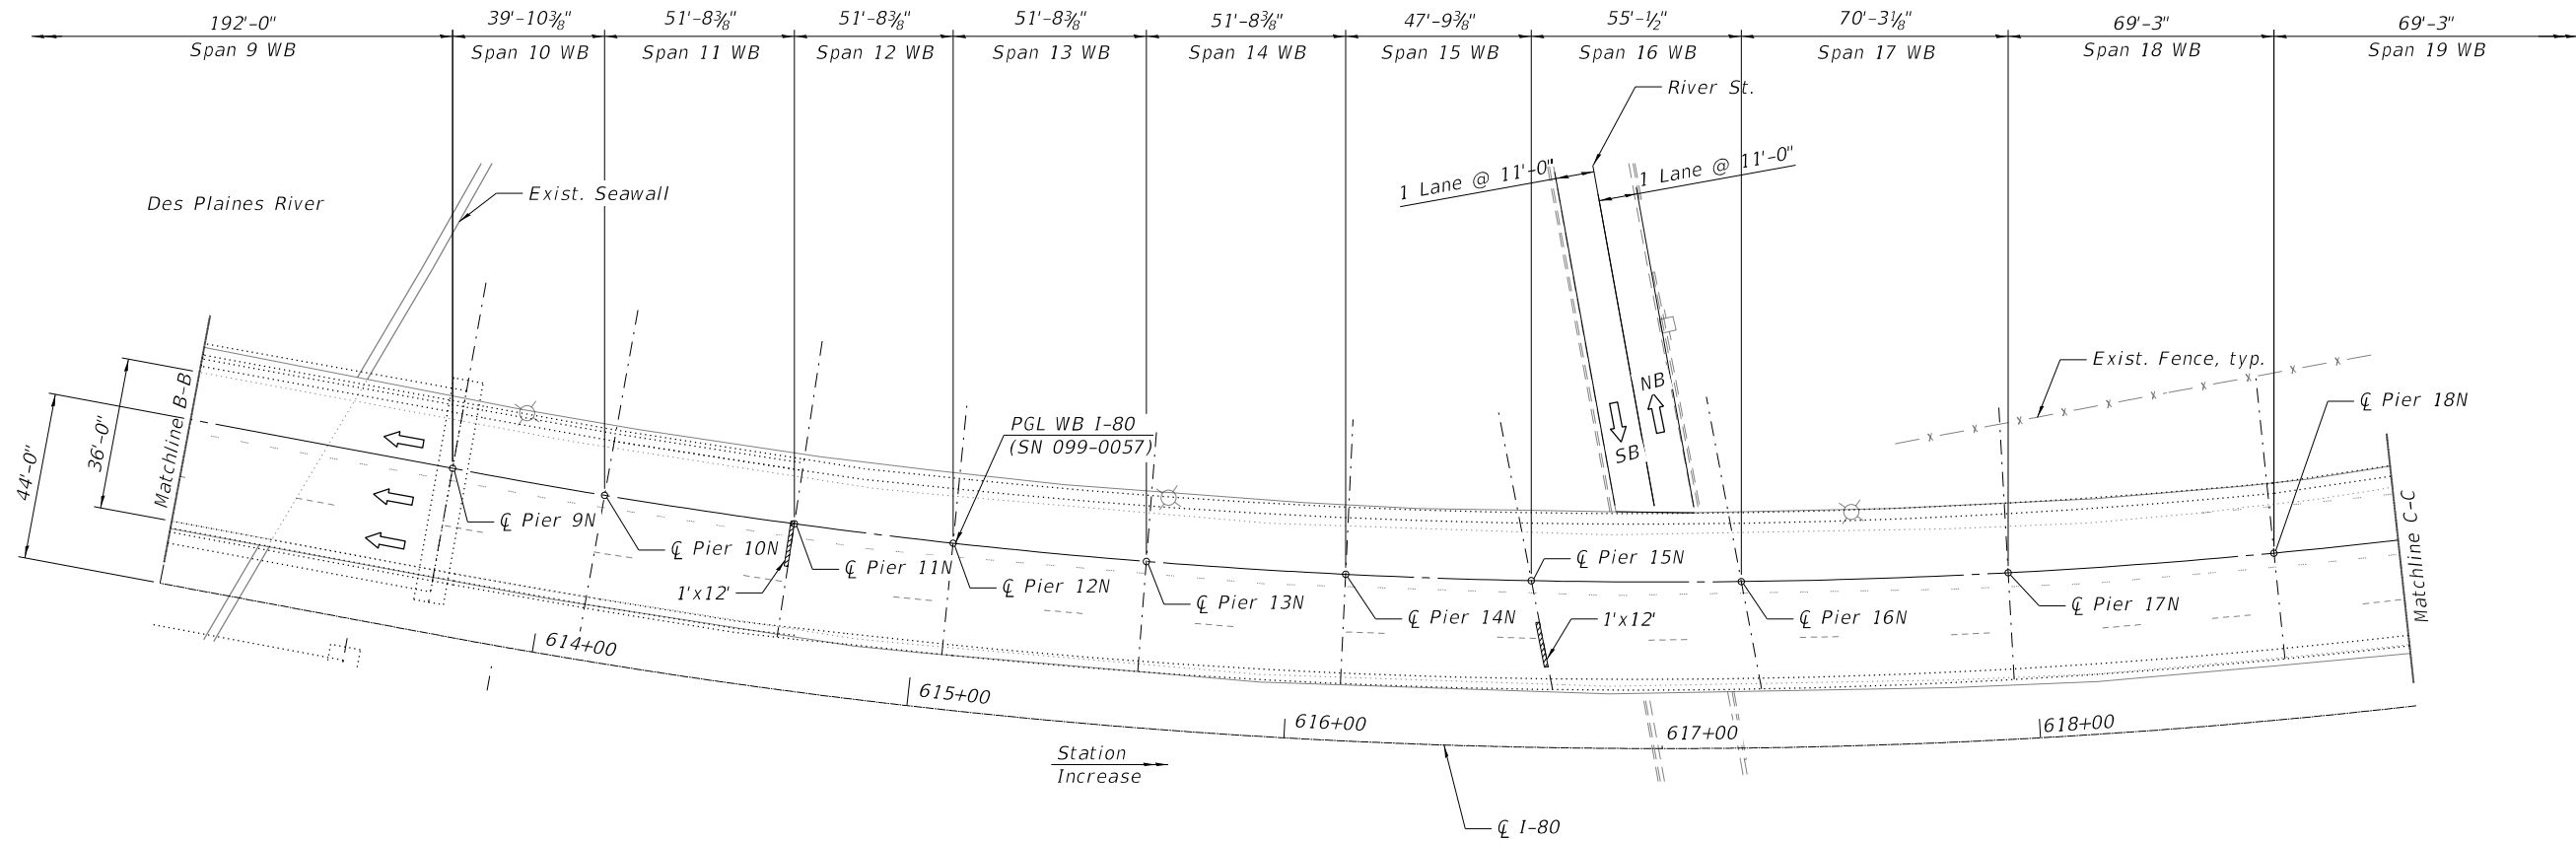 192'-0" 39'-10⅜" 51'-8⅜" 51'-8⅜" 51'-8⅜" 51'-8⅜" 47'-9⅜" 55'-½" 70'-3⅛" 69'-3" 69'-3"
Span 9 WB Span 10 WB Span 11 WB Span 12 WB Span 13 WB Span 14 WB Span 15 WB Span 16 WB Span 17 WB Span 18 WB Span 19 WB
River St.
1 Lane @ 11'-0" 1 Lane @ 11'-0"
Des Plaines River
Exist. Seawall
Exist. Fence, typ.
NB
SB
℄ Pier 18N
PGL WB I-80
(SN 099-0057)
Matchline B-B
36'-0"
44'-0"
℄ Pier 9N
℄ Pier 10N
℄ Pier 11N
1'x12'
℄ Pier 12N
℄ Pier 13N
℄ Pier 14N
℄ Pier 15N
1'x12'
℄ Pier 16N
℄ Pier 17N
Matchline C-C
614+00
615+00
616+00
617+00
618+00
Station
Increase
℄ I-80